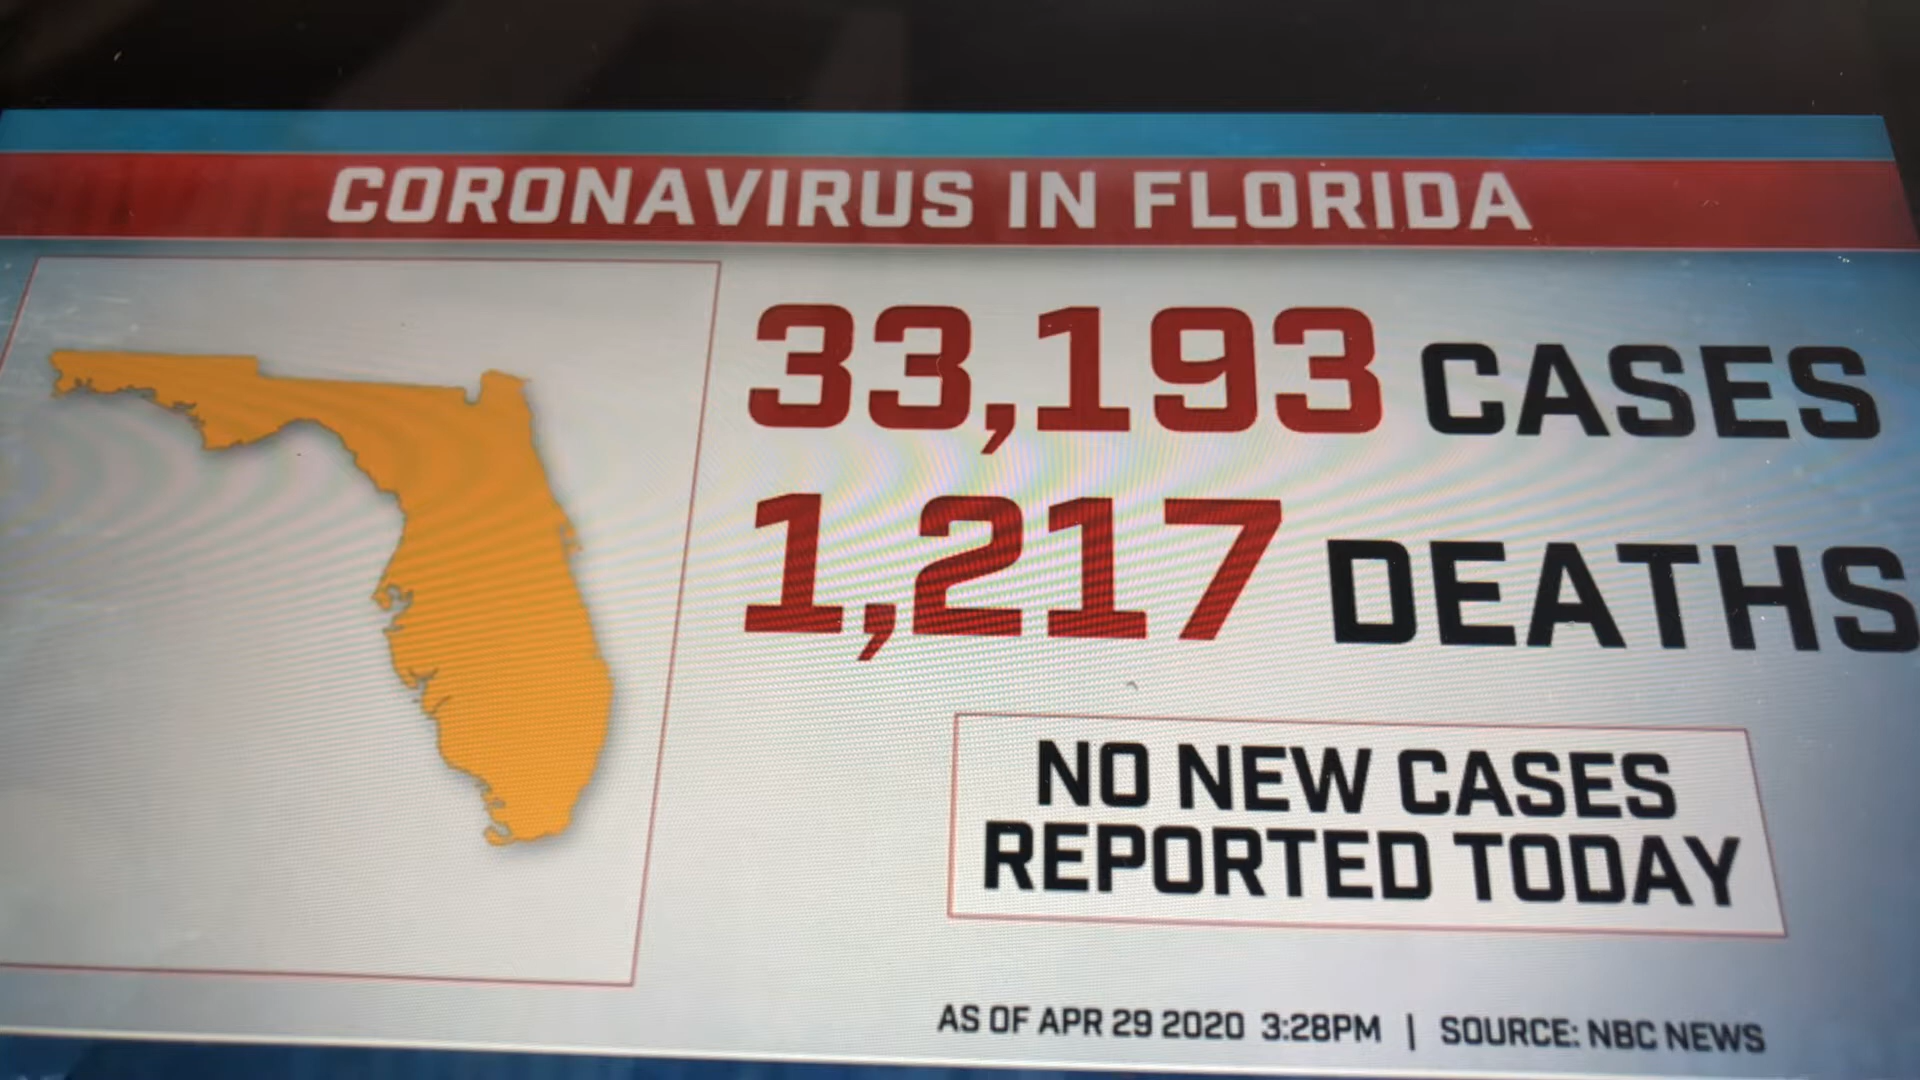 CORONAVIRUS IN FLORIDA
33,193 CASES
1,217 DEATHS
NO NEW CASES
REPORTED TODAY
AS OF APR 29 2020 3:28PM | SOURCE: NBC NEWS